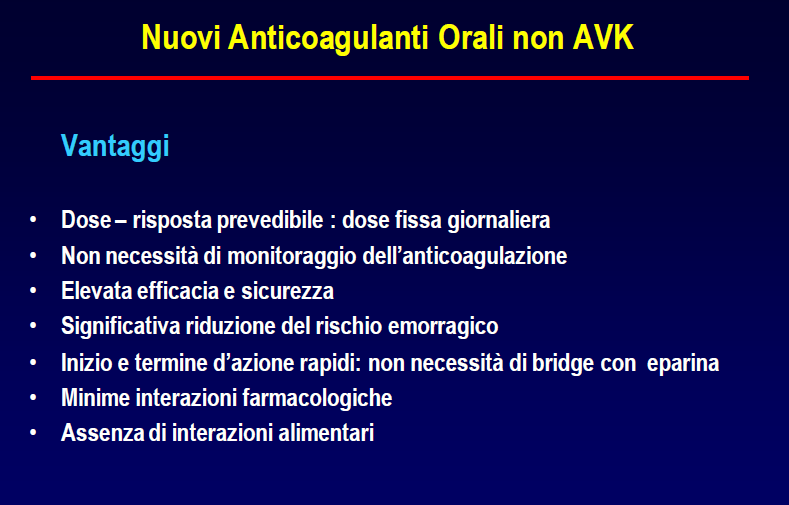 Nuovi Anticoagulanti Orali non AVK
Vantaggi
• Dose – risposta prevedibile : dose fissa giornaliera
• Non necessità di monitoraggio dell’anticoagulazione
• Elevata efficacia e sicurezza
• Significativa riduzione del rischio emorragico
• Inizio e termine d’azione rapidi: non necessità di bridge con eparina
• Minime interazioni farmacologiche
• Assenza di interazioni alimentari